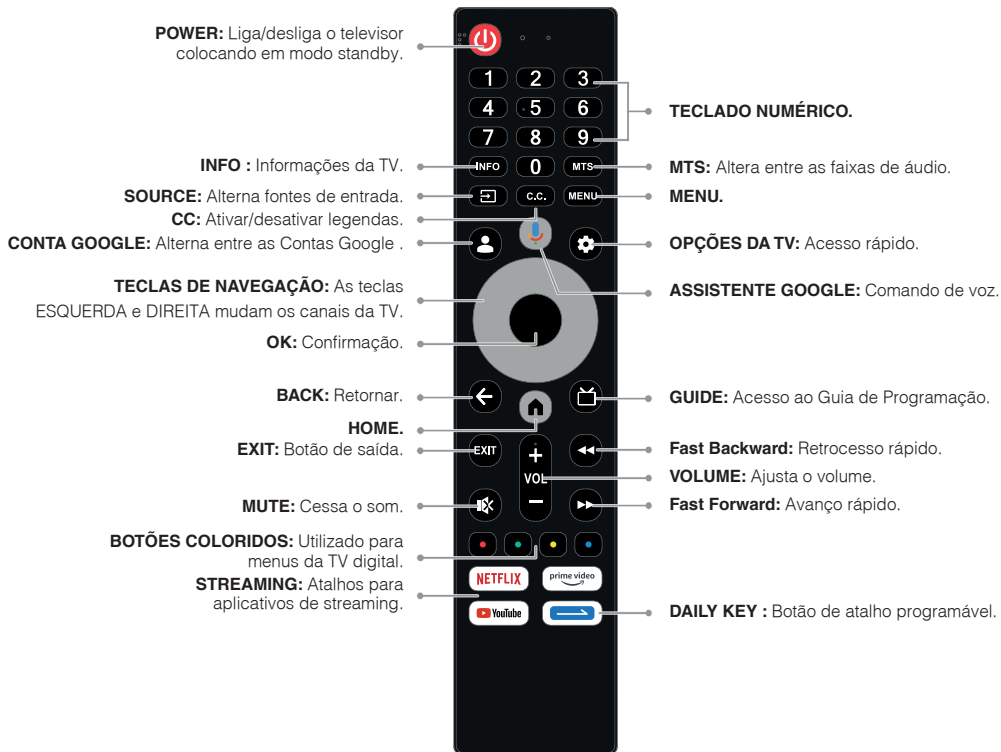 POWER: Liga/desliga o televisor
colocando em modo standby.
INFO : Informações da TV.
SOURCE: Alterna fontes de entrada.
CC: Ativar/desativar legendas.
CONTA GOOGLE: Alterna entre as Contas Google .
TECLAS DE NAVEGAÇÃO: As teclas
ESQUERDA e DIREITA mudam os canais da TV.
OK: Confirmação.
BACK: Retornar.
HOME.
EXIT: Botão de saída.
MUTE: Cessa o som.
BOTÕES COLORIDOS: Utilizado para
menus da TV digital.
STREAMING: Atalhos para
aplicativos de streaming.
1 2 3
4 5 6
7 8 9
INFO 0 MTS
C.C. MENU
EXIT
+
VOL
−
NETFLIX prime video
YouTube
TECLADO NUMÉRICO.
MTS: Altera entre as faixas de áudio.
MENU.
OPÇÕES DA TV: Acesso rápido.
ASSISTENTE GOOGLE: Comando de voz.
GUIDE: Acesso ao Guia de Programação.
Fast Backward: Retrocesso rápido.
VOLUME: Ajusta o volume.
Fast Forward: Avanço rápido.
DAILY KEY : Botão de atalho programável.